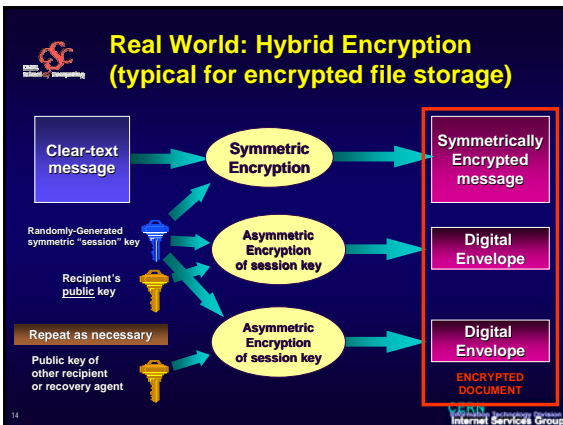 Real World: Hybrid Encryption
(typical for encrypted file storage)
Clear-text
message
Symmetric
Encryption
Symmetrically
Encrypted
message
Randomly-Generated
symmetric “session” key
Asymmetric
Encryption
of session key
Digital
Envelope
Recipient’s
public key
Repeat as necessary
Asymmetric
Encryption
of session key
Digital
Envelope
Public key of
other recipient
or recovery agent
ENCRYPTED
DOCUMENT
14
CERN
Information Technology Division
Internet Services Group